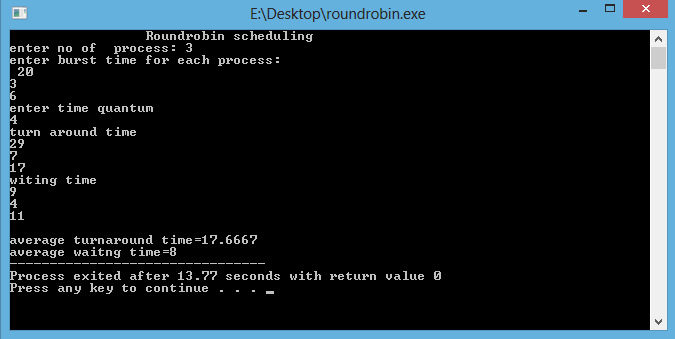 E:\Desktop\roundrobin.exe
Roundrobin scheduling
enter no of  process: 3
enter burst time for each process:
20
3
6
enter time quantum
4
turn around time
29
7
17
witing time
9
4
11
average turnaround time=17.6667
average waitng time=8
--------------------------------
Process exited after 13.77 seconds with return value 0
Press any key to continue . . . _